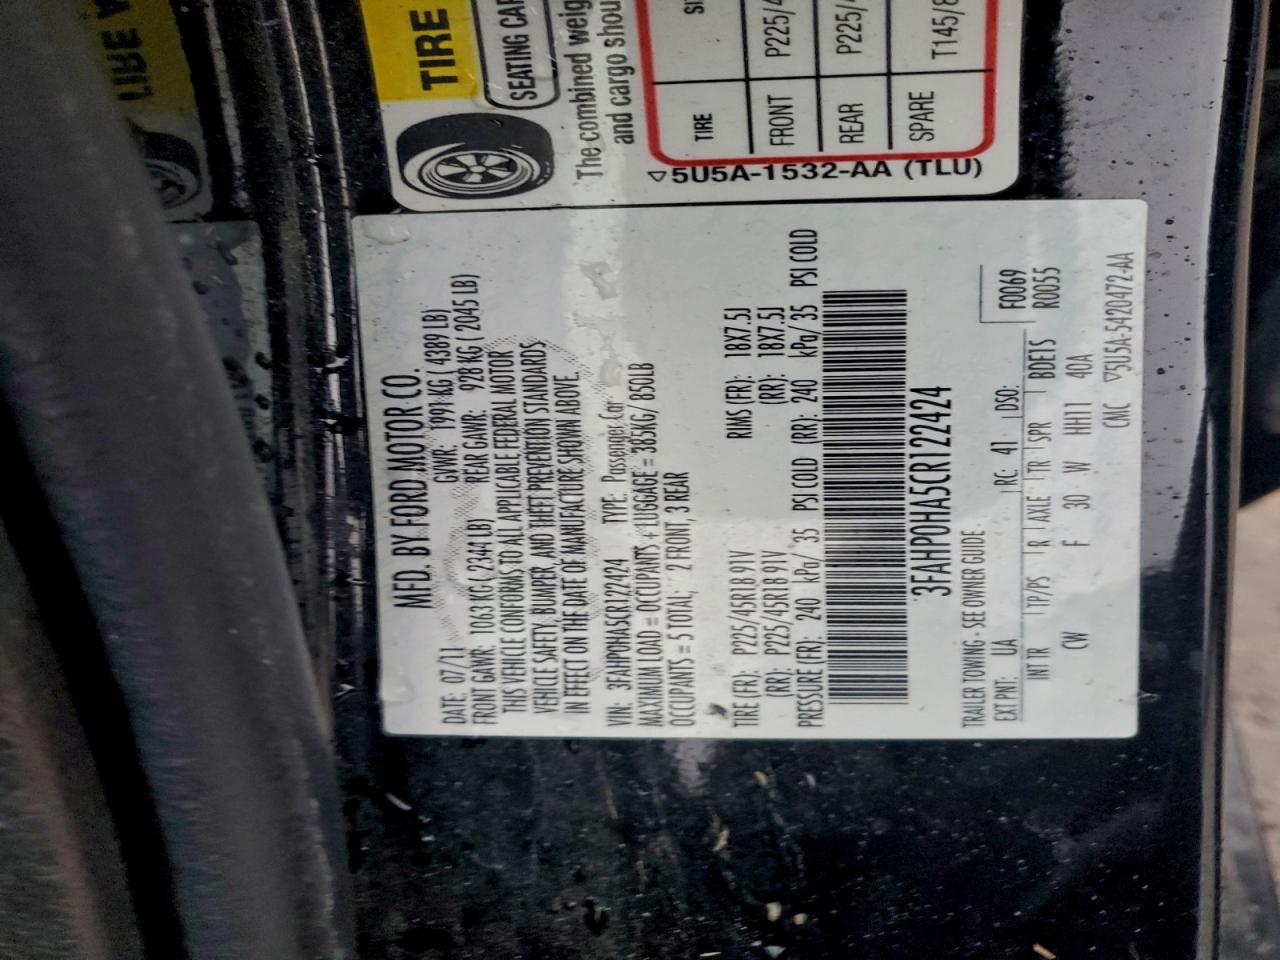 MFD. BY FORD MOTOR CO.
DATE: 07/11 GVWR: 1991 KG ( 4389 LB)
FRONT GAWR: 1063 KG ( 2344 LB) REAR GAWR: 928 KG ( 2045 LB)
THIS VEHICLE CONFORMS TO ALL APPLICABLE FEDERAL MOTOR
VEHICLE SAFETY, BUMPER, AND THEFT PREVENTION STANDARDS
IN EFFECT ON THE DATE OF MANUFACTURE SHOWN ABOVE.
VIN: 3FAHP0HA5CR122424 TYPE: Passenger Car
MAXIMUM LOAD = OCCUPANTS + LUGGAGE = 385KG/ 850LB
OCCUPANTS = 5 TOTAL; 2 FRONT, 3 REAR
TIRE (FR): P225/45R18 91V RIMS (FR): 18X7.5J
(RR): P225/45R18 91V (RR): 18X7.5J
PRESSURE (FR): 240 kPa/ 35 PSI COLD (RR): 240 kPa/ 35 PSI COLD
3FAHP0HA5CR122424
TRAILER TOWING - SEE OWNER GUIDE
EXT PNT: UA RC: 41 DSO: F0069
INT TR TP/PS R AXLE TR SPR BDEJS R0055
CW F 30 W HH11 40A
CMC ▽5U5A-5420472-AA
TIRE
SEATING CAP
The combined weig
and cargo shou
TIRE SI
FRONT P225/4
REAR P225/4
SPARE T145/8
▽5U5A-1532-AA (TLU)